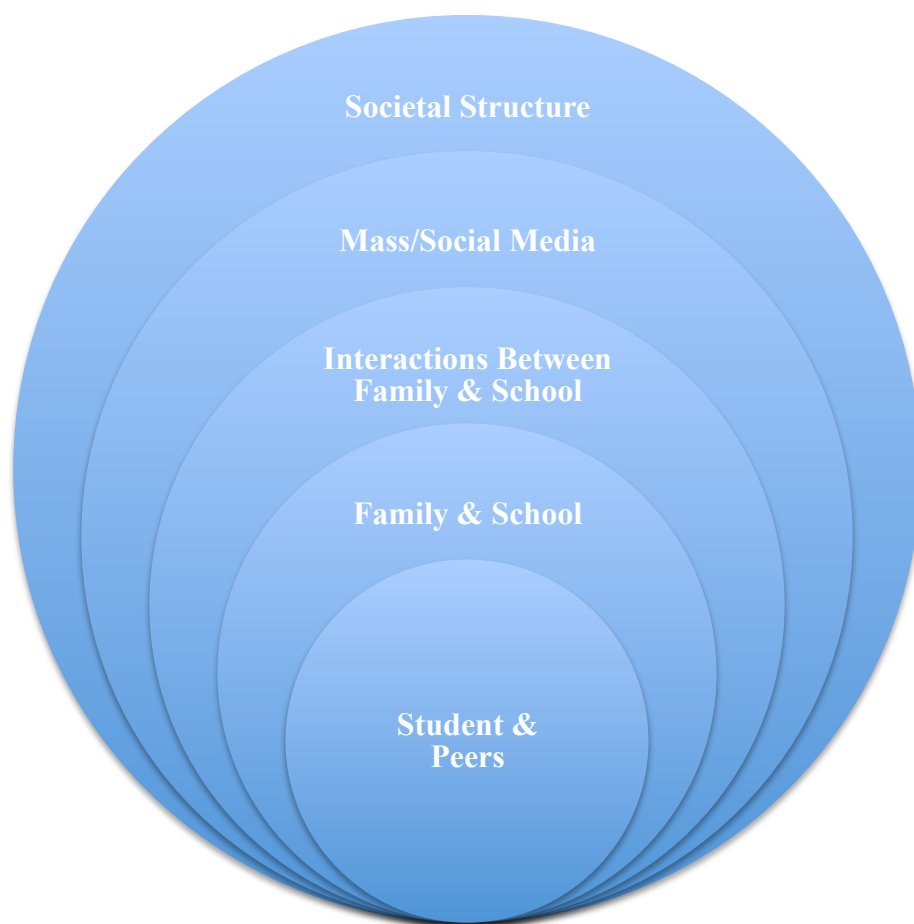 Societal Structure
Mass/Social Media
Interactions Between
Family & School
Family & School
Student &
Peers